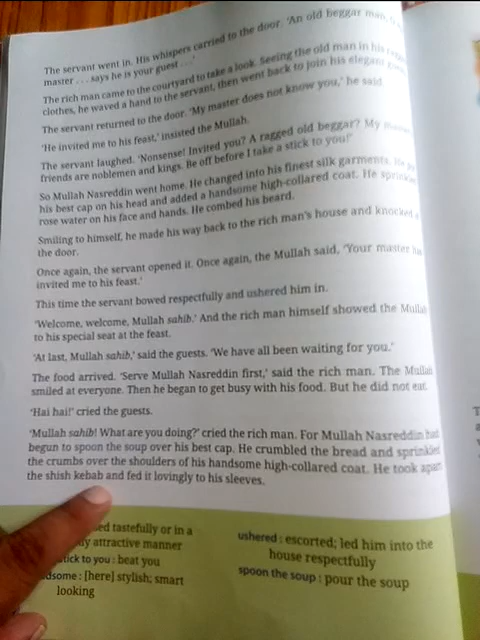 The servant went in. His whispers carried to the door. 'An old beggar man,
master . . . says he is your guest . . .'
The rich man came to the courtyard to take a look. Seeing the old man in his
clothes, he waved a hand to the servant, then went back to join his elegant
The servant returned to the door. 'My master does not know you,' he said.
'He invited me to his feast,' insisted the Mullah.
The servant laughed. 'Nonsense! Invited you? A ragged old beggar? My
friends are noblemen and kings. Be off before I take a stick to you!'
So Mullah Nasreddin went home. He changed into his finest silk garments. He
his best cap on his head and added a handsome high-collared coat. He sprinkle
rose water on his face and hands. He combed his beard.
Smiling to himself, he made his way back to the rich man's house and knocked
the door.
Once again, the servant opened it. Once again, the Mullah said, 'Your master
invited me to his feast.'
This time the servant bowed respectfully and ushered him in.
'Welcome, welcome, Mullah sahib.' And the rich man himself showed the Mulla
to his special seat at the feast.
'At last, Mullah sahib,' said the guests. 'We have all been waiting for you.'
The food arrived. 'Serve Mullah Nasreddin first,' said the rich man. The Mullah
smiled at everyone. Then he began to get busy with his food. But he did not eat.
'Hai hai!' cried the guests.
'Mullah sahib! What are you doing?' cried the rich man. For Mullah Nasreddin had
begun to spoon the soup over his best cap. He crumbled the bread and sprinkled
the crumbs over the shoulders of his handsome high-collared coat. He took apart
the shish kebab and fed it lovingly to his sleeves.
ed tastefully or in a
y attractive manner
tick to you : beat you
dsome : [here] stylish; smart
looking
ushered : escorted; led him into the
house respectfully
spoon the soup : pour the soup